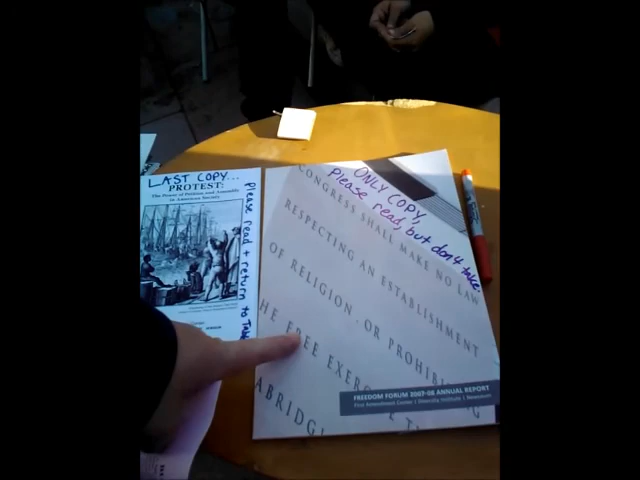 LAST COPY...
PROTEST:
The Power of Petition and Assembly
in American Society
Please read + return to
ONLY COPY,
Please read, but don't take.
CONGRESS SHALL MAKE NO LAW
RESPECTING AN ESTABLISHMENT
OF RELIGION, OR PROHIBI
HE FREE EXERC
ABRIDG
FREEDOM FORUM 2007-08 ANNUAL REPORT
First Amendment Center | Diversity Institute | Newseum